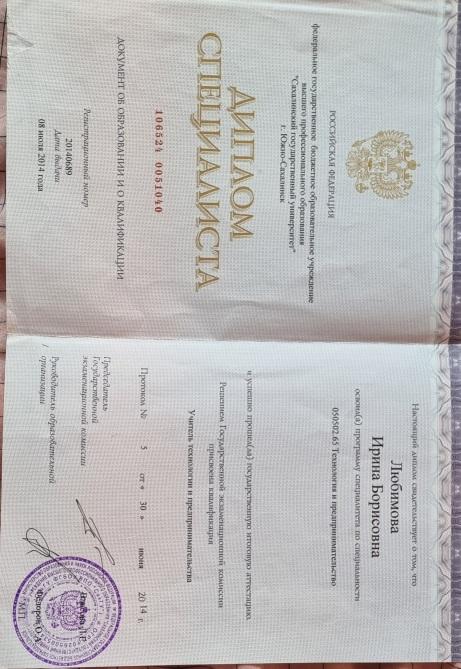 РОССИЙСКАЯ ФЕДЕРАЦИЯ
федеральное государственное бюджетное образовательное учреждение
высшего профессионального образования
"Сахалинский государственный университет"
г. Южно-Сахалинск
ДИПЛОМ
СПЕЦИАЛИСТА
106524 0051040
ДОКУМЕНТ ОБ ОБРАЗОВАНИИ И О КВАЛИФИКАЦИИ
Регистрационный номер
20140689
Дата выдачи
08 июля 2014 года
Настоящий диплом свидетельствует о том, что
Любимова
Ирина Борисовна
освоил(а) программу специалитета по специальности
050502.65 Технология и предпринимательство
и успешно прошел(ла) государственную итоговую аттестацию.
Решением Государственной экзаменационной комиссии
присвоена квалификация
Учитель технологии и предпринимательства
Протокол № 5 от « 30 » июня 20 14 г.
Председатель
Государственной
экзаменационной комиссии
Руководитель образовательной
организации
Федоров О.А.
М.П.